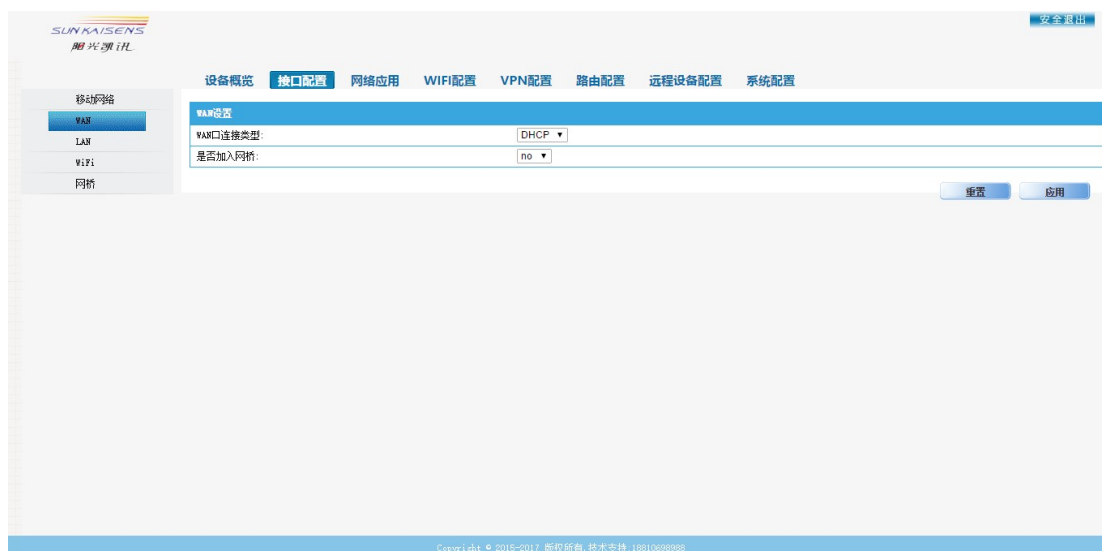 安全退出
SUNKAISENS
阳光凯讯
设备概览 接口配置 网络应用 WIFI配置 VPN配置 路由配置 远程设备配置 系统配置
移动网络
WAN
LAN
WiFi
网桥
WAN设置
WAN口连接类型: DHCP
是否加入网桥: no
重置 应用
Copyright © 2015-2017 版权所有.技术支持:18810698988